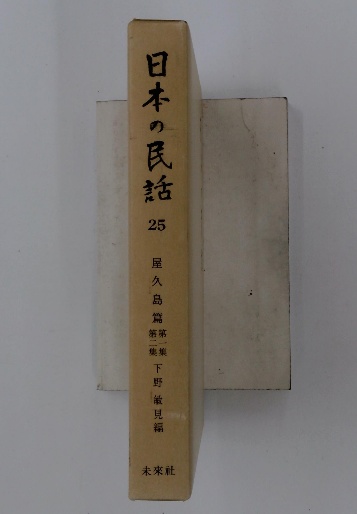 日本の民話
25
屋久島篇
第一集
第二集
下野敏見編
未來社